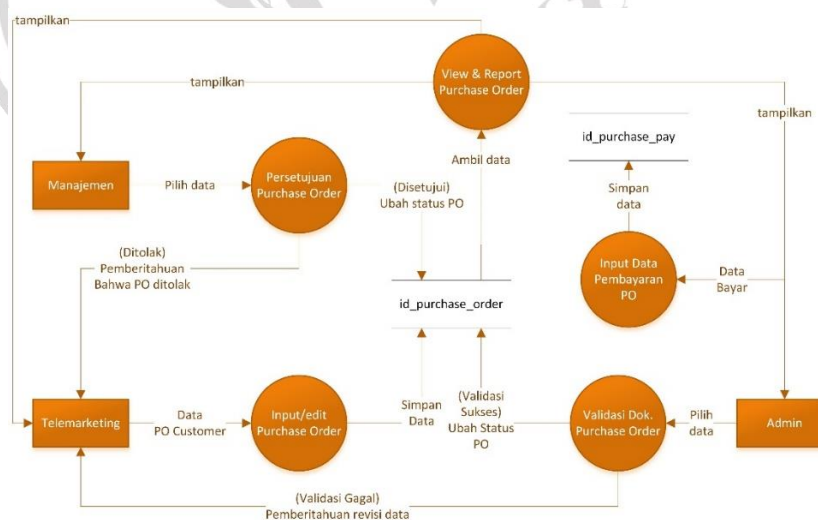 tampilkan
View & Report
Purchase Order
tampilkan
tampilkan
id_purchase_pay
Manajemen
Pilih data
Persetujuan
Purchase Order
(Disetujui)
Ubah status PO
Ambil data
Simpan
data
(Ditolak)
Pemberitahuan
Bahwa PO ditolak
Input Data
Pembayaran
PO
Data
Bayar
id_purchase_order
Telemarketing
Data
PO Customer
Input/edit
Purchase Order
Simpan
Data
(Validasi
Sukses)
Ubah Status
PO
Validasi Dok.
Purchase Order
Pilih
data
Admin
(Validasi Gagal)
Pemberitahuan revisi data